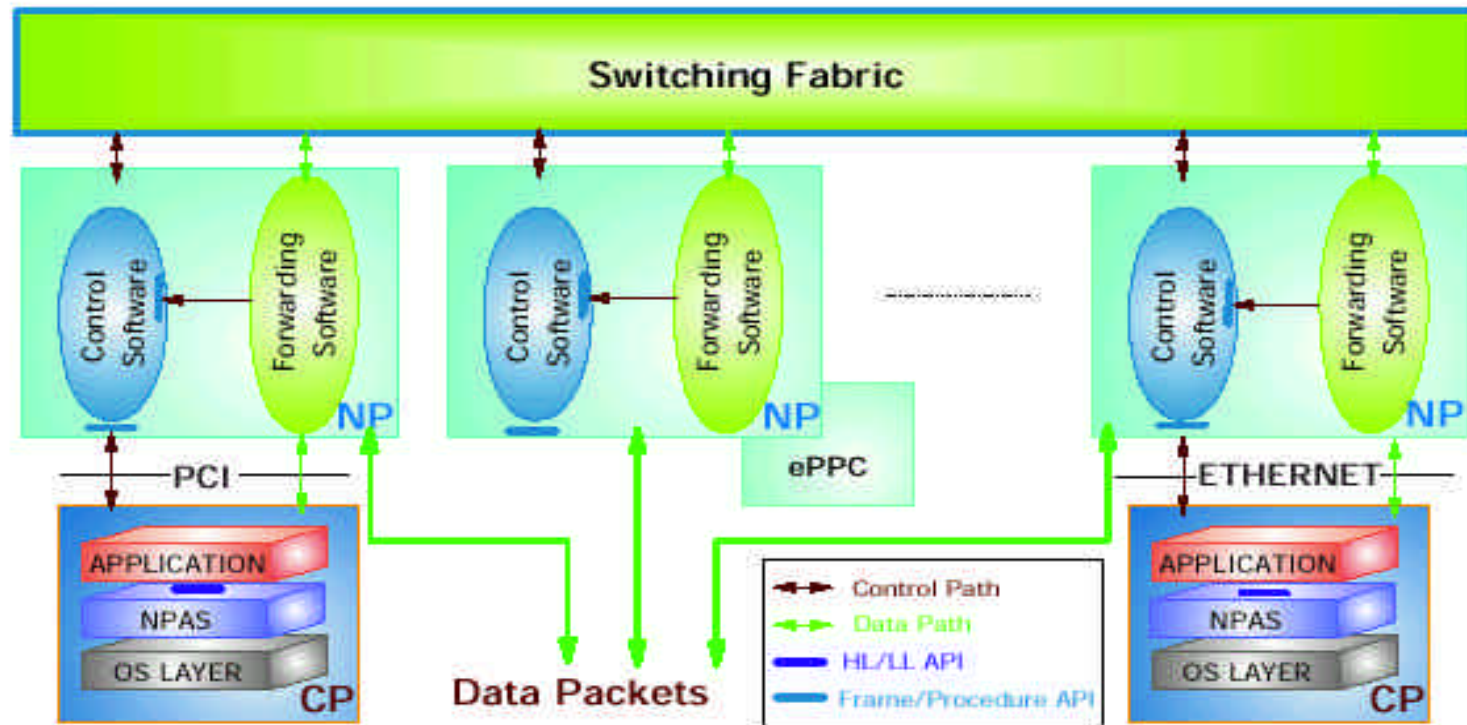 Switching Fabric
Control
Software
Forwarding
Software
NP
Control
Software
Forwarding
Software
NP
Control
Software
Forwarding
Software
NP
ePPC
PCI
ETHERNET
APPLICATION
NPAS
OS LAYER
CP
Data Packets
Control Path
Data Path
HL/LL API
Frame/Procedure API
APPLICATION
NPAS
OS LAYER
CP